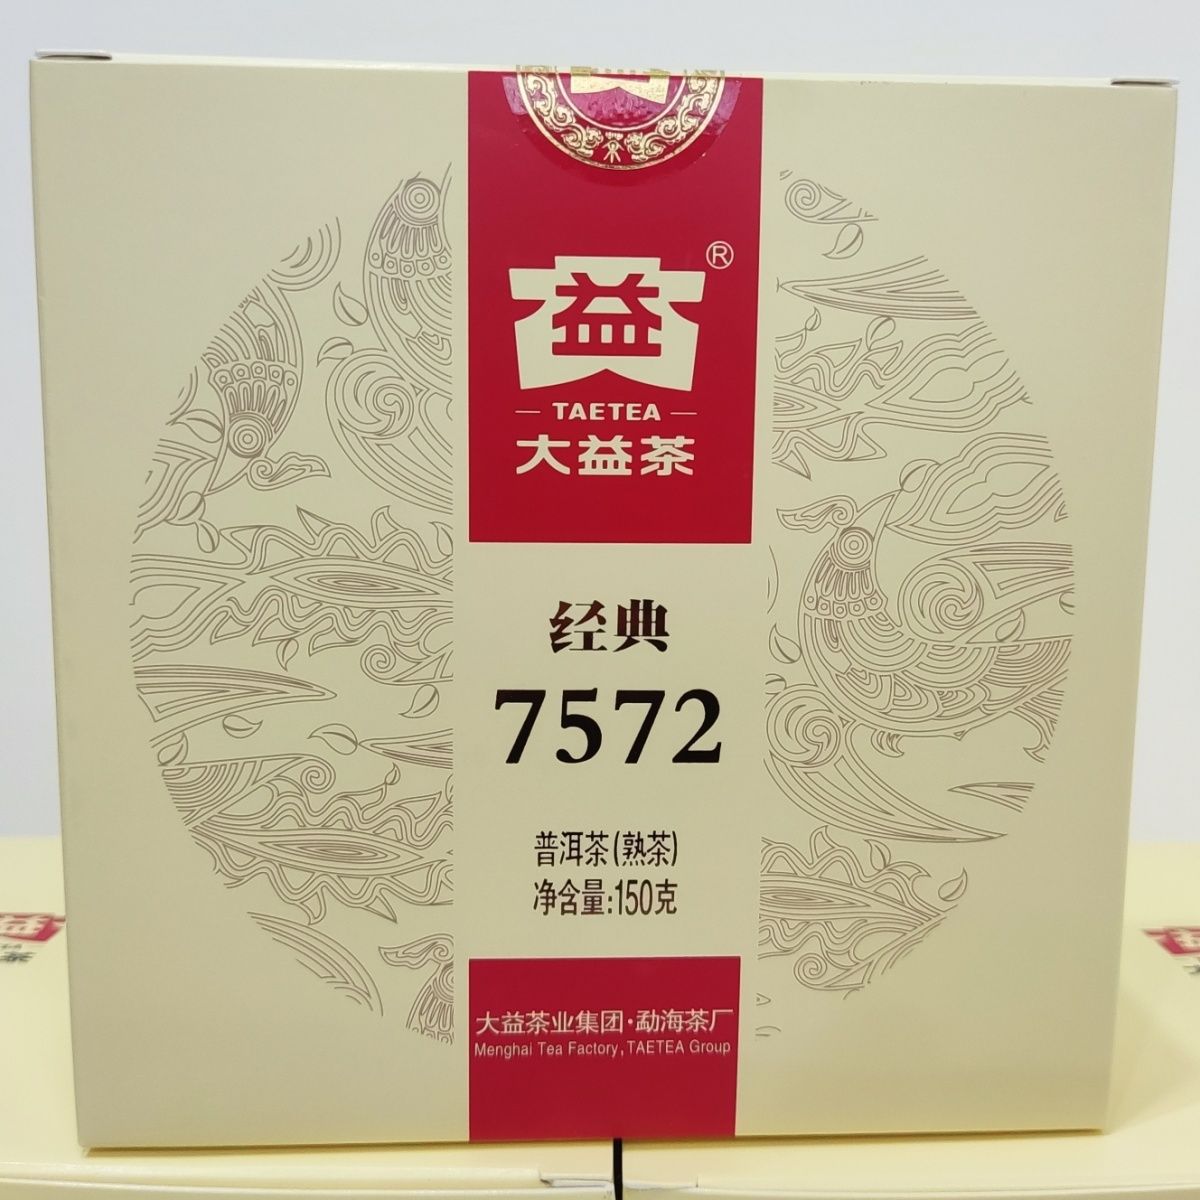 茶
益
®
TAETEA
大益茶
经典
7572
普洱茶(熟茶)
净含量:150克
大益茶业集团·勐海茶厂
Menghai Tea Factory, TAETEA Group